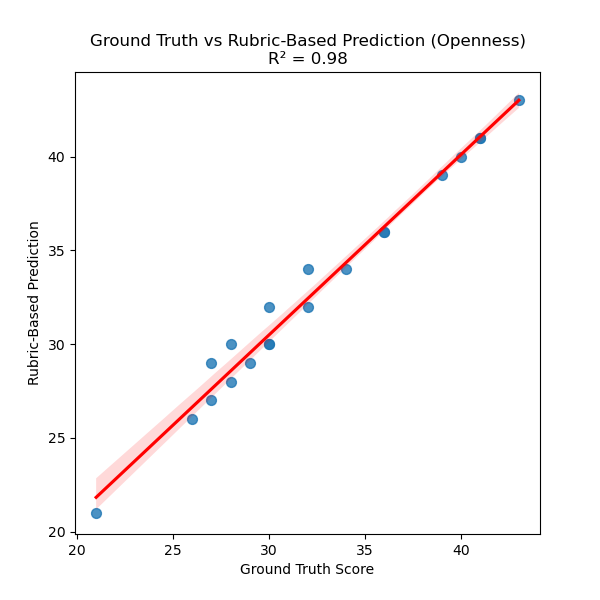 Ground Truth vs Rubric-Based Prediction (Openness)
R² = 0.98
Rubric-Based Prediction
40
35
30
25
20
20 25 30 35 40
Ground Truth Score